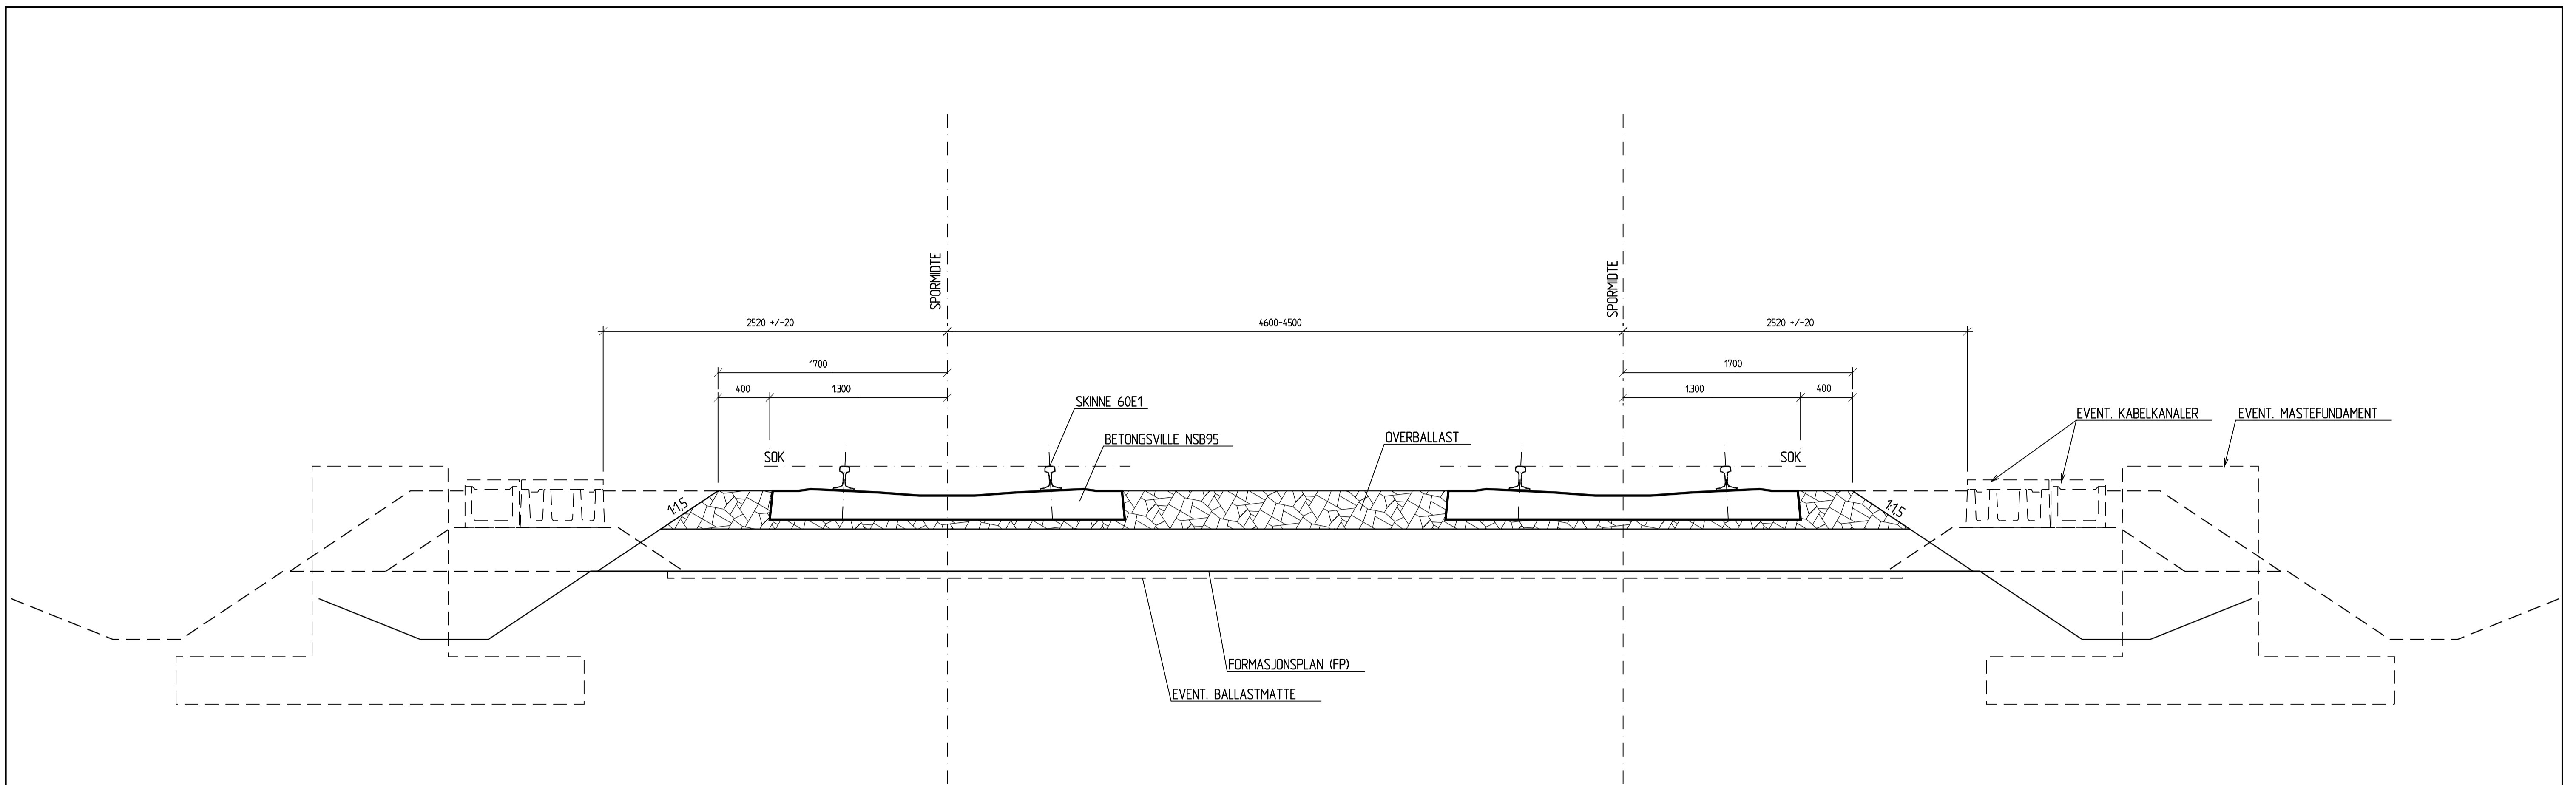 SPORMIDTE
SPORMIDTE
2520 +/-20
4600-4500
2520 +/-20
1700
1700
400
1300
1300
400
SKINNE 60E1
EVENT. KABELKANALER
EVENT. MASTEFUNDAMENT
BETONGSVILLE NSB95
OVERBALLAST
SOK
SOK
1:1,5
1:1,5
FORMASJONSPLAN (FP)
EVENT. BALLASTMATTE